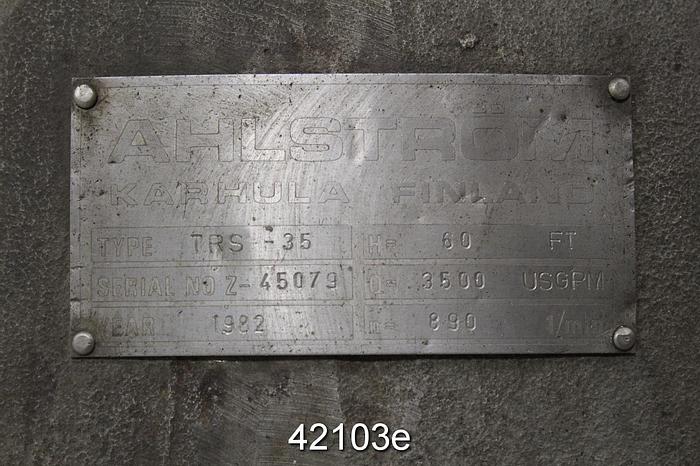 AHLSTRÖM
KARHULA FINLAND
TYPE TRS-35 H= 60 FT
SERIAL NO Z-45079 Q= 3500 USGPM
YEAR 1982 n= 890 1/min
42103e